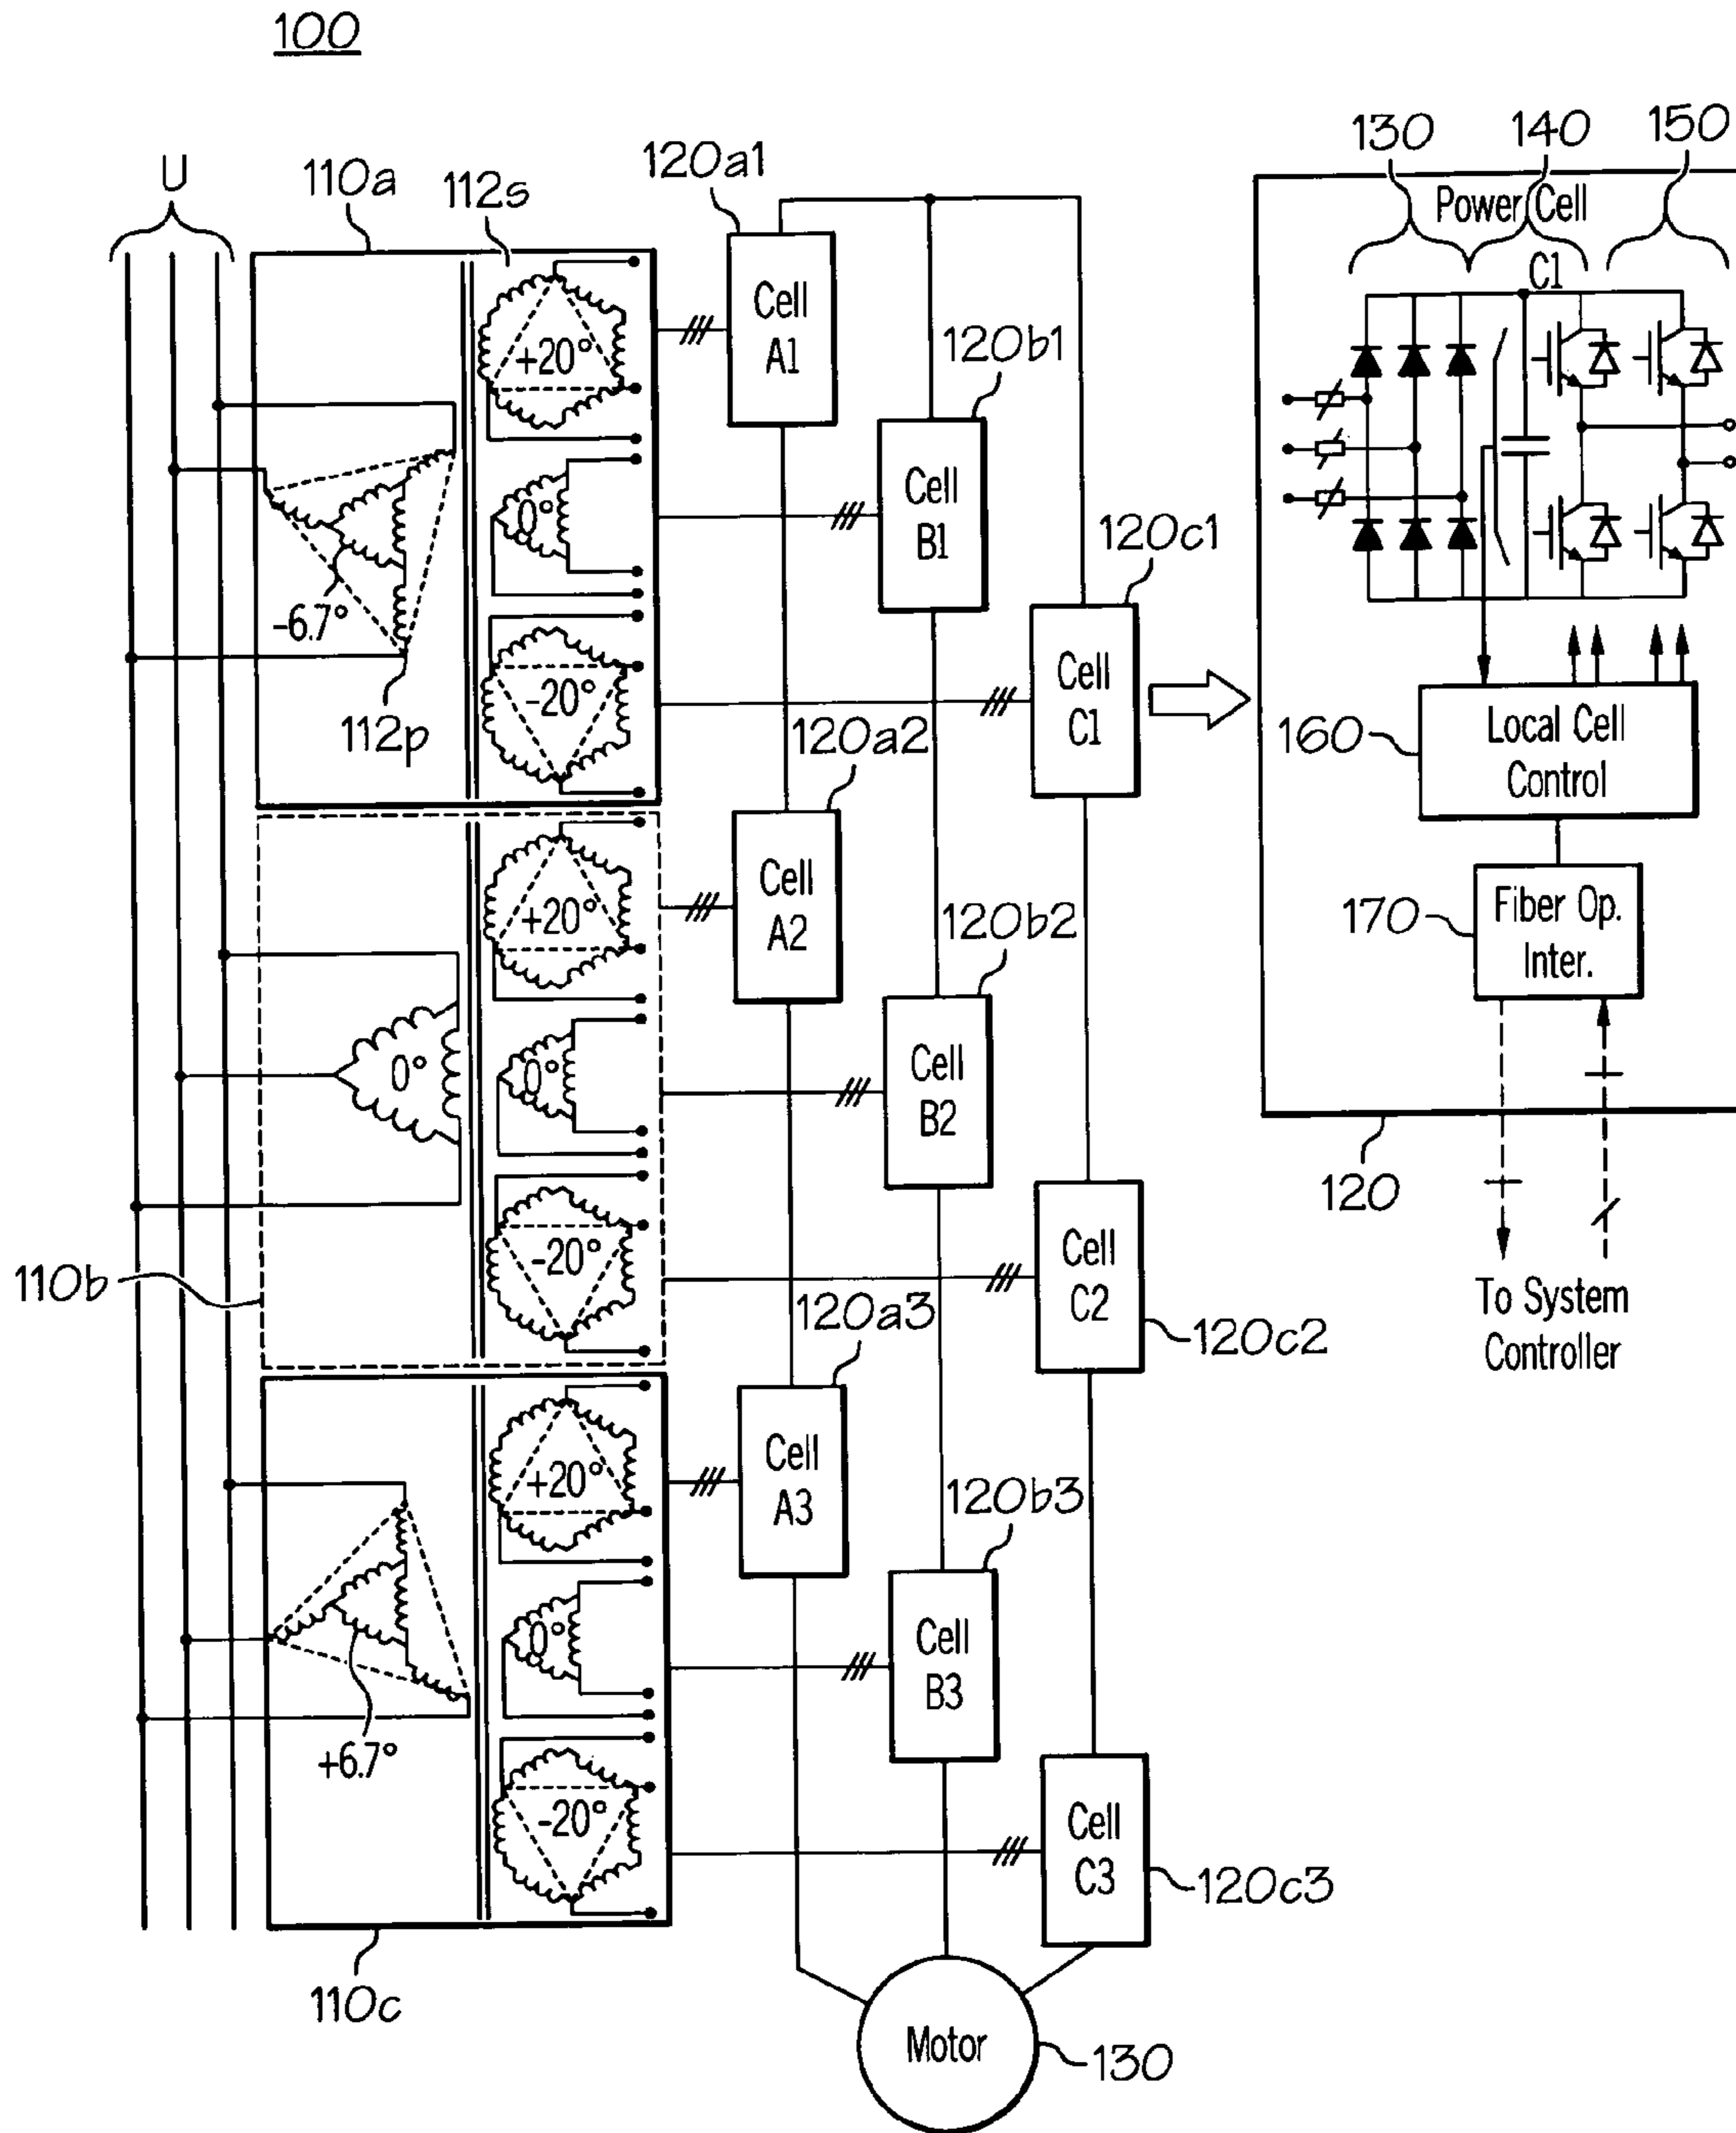 100
U
110a
112s
120a1
130
140
150
Power Cell
C1
+20°
Cell
A1
120b1
0°
Cell
B1
120c1
-6.7°
112p
-20°
Cell
C1
160
Local Cell
Control
120a2
+20°
Cell
A2
120b2
170
Fiber Op.
Inter.
0°
0°
Cell
B2
120
110b
-20°
Cell
C2
120c2
To System
Controller
120a3
+20°
Cell
A3
120b3
0°
Cell
B3
+6.7°
-20°
Cell
C3
120c3
110c
Motor
130